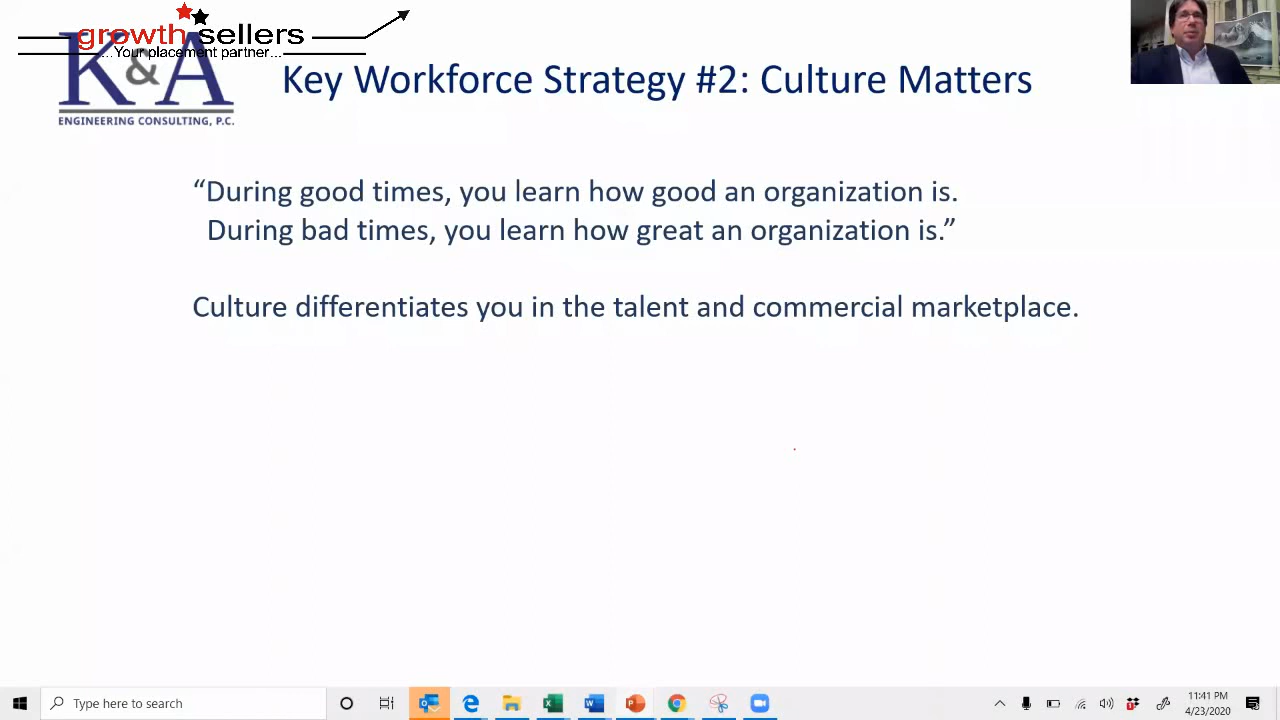 growth sellers
...Your placement partner...
K&A
ENGINEERING CONSULTING, P.C.
Key Workforce Strategy #2: Culture Matters
“During good times, you learn how good an organization is.
During bad times, you learn how great an organization is.”
Culture differentiates you in the talent and commercial marketplace.
Type here to search
11:41 PM
4/23/2020